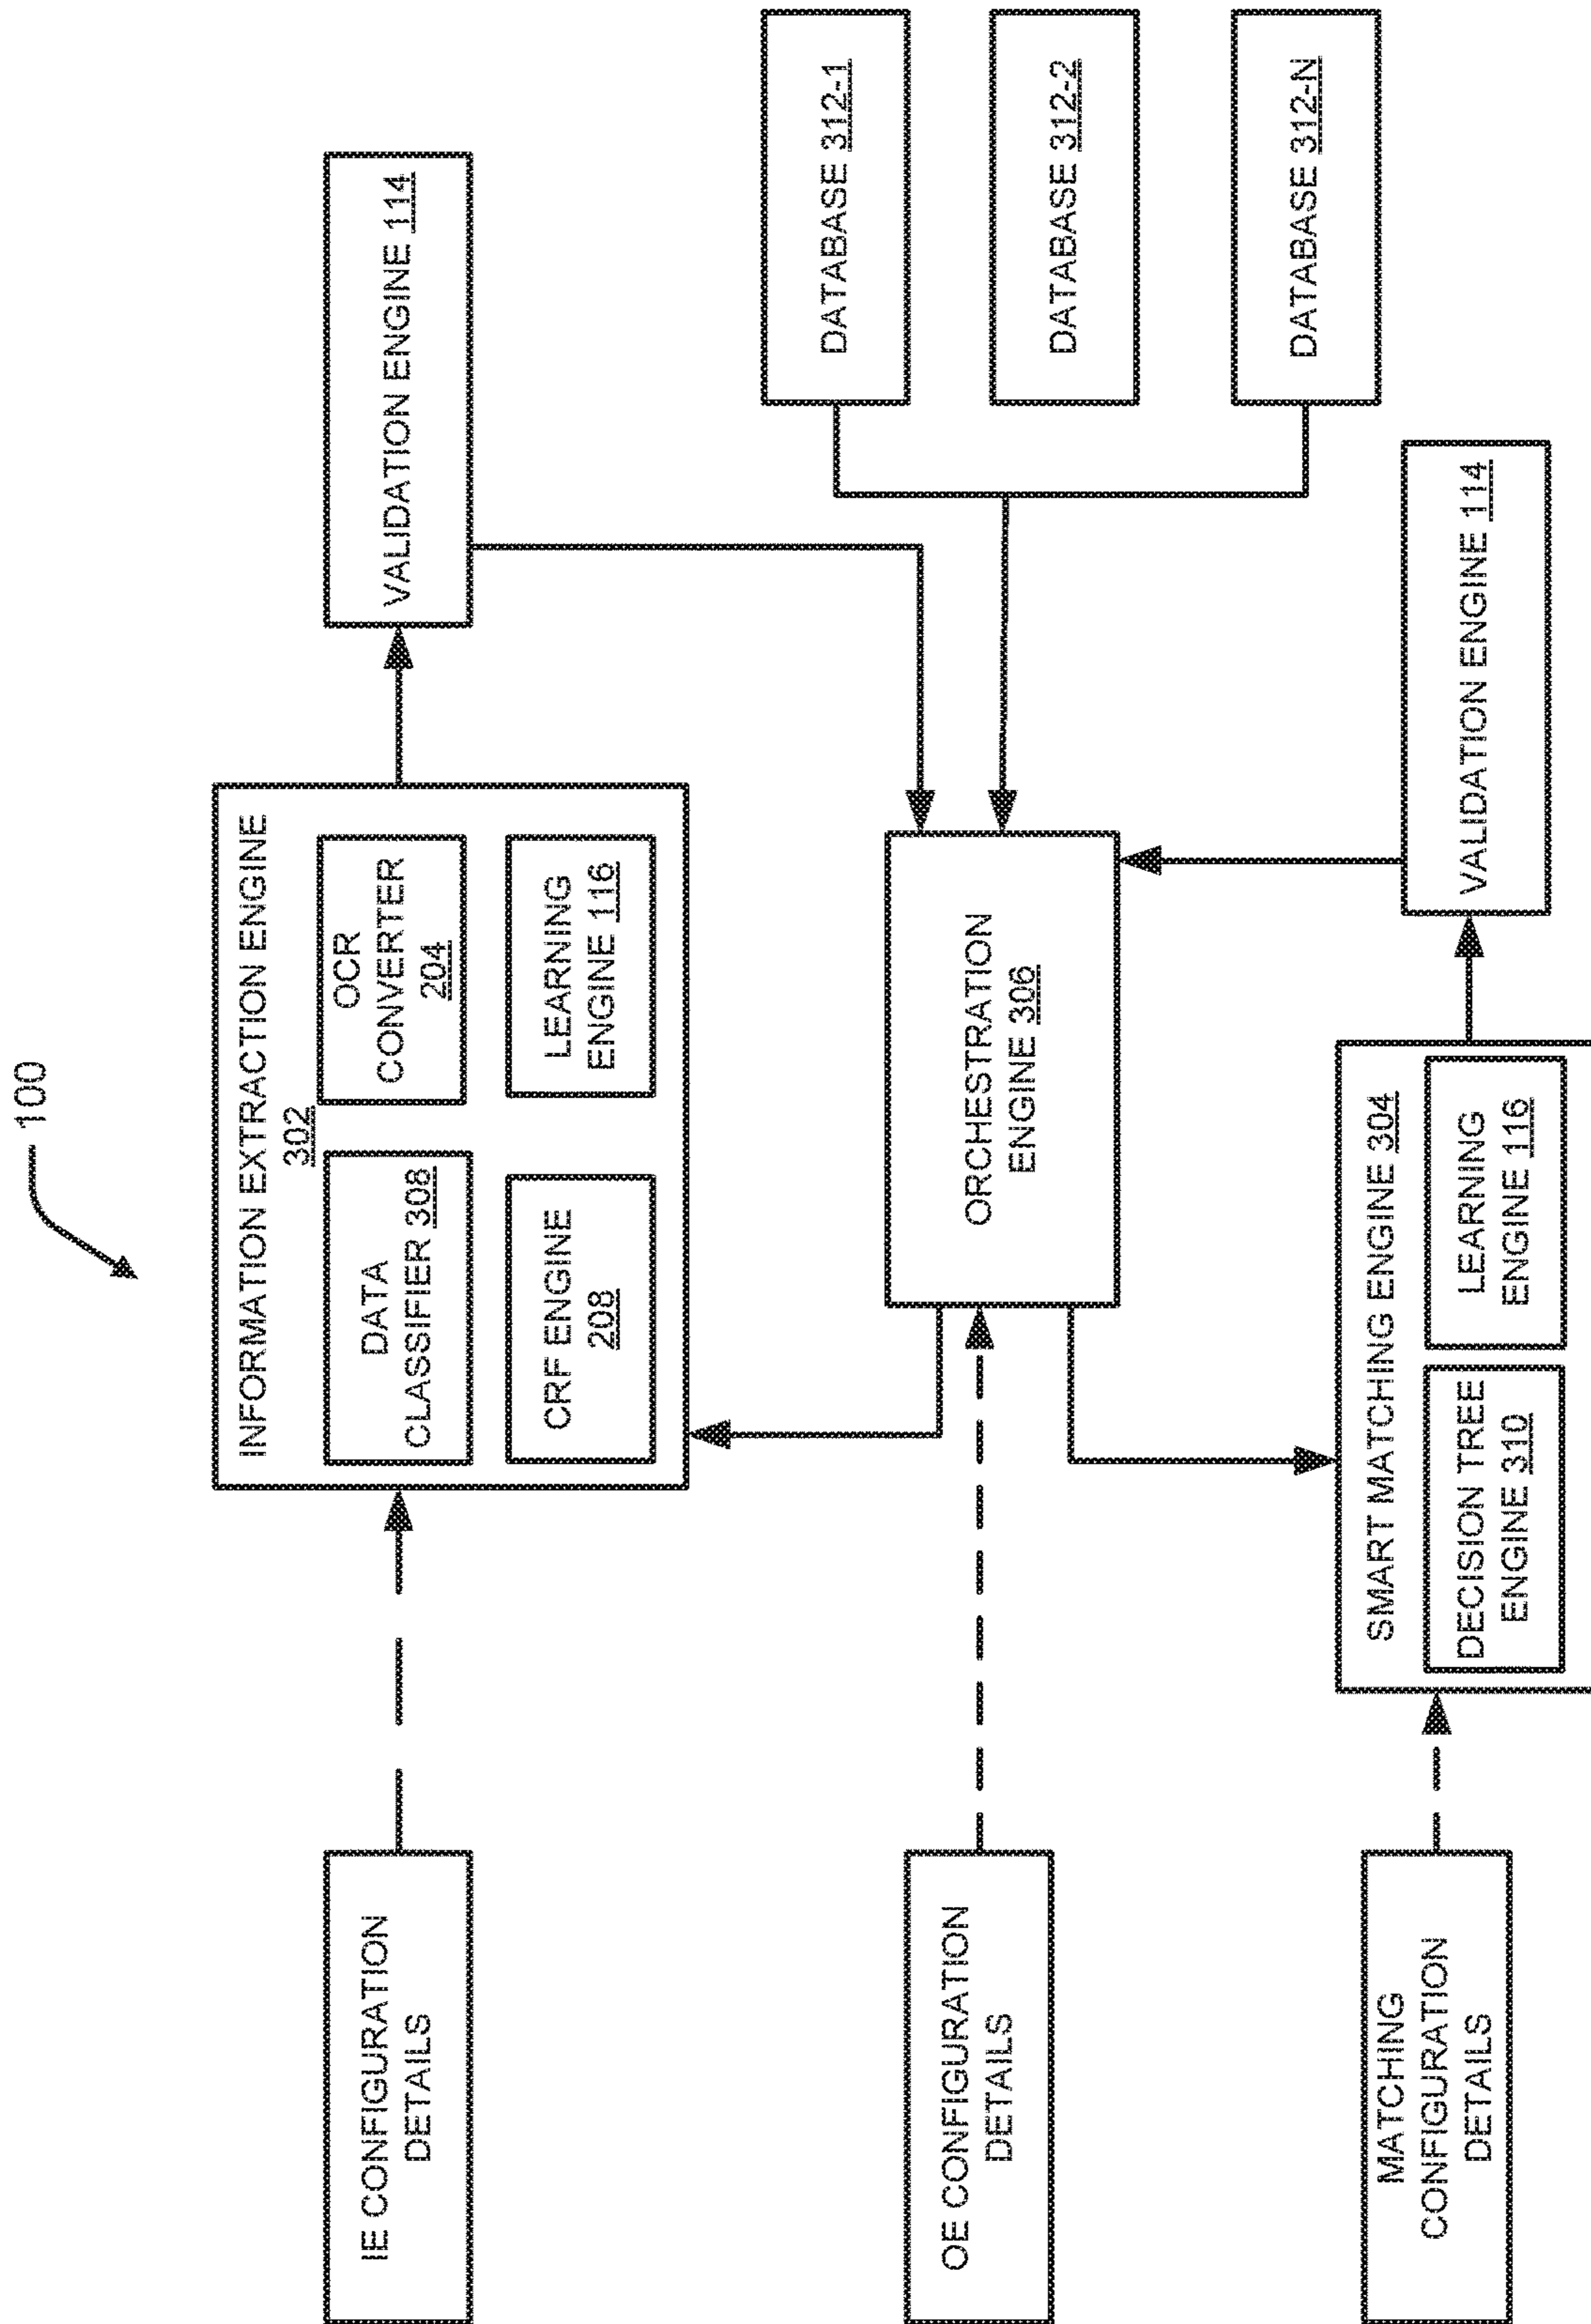 100
IE CONFIGURATION
DETAILS
INFORMATION EXTRACTION ENGINE
302
DATA
CLASSIFIER 308
OCR
CONVERTER
204
CRF ENGINE
208
LEARNING
ENGINE 116
VALIDATION ENGINE 114
OE CONFIGURATION
DETAILS
ORCHESTRATION
ENGINE 306
DATABASE 312-1
DATABASE 312-2
DATABASE 312-N
MATCHING
CONFIGURATION
DETAILS
SMART MATCHING ENGINE 304
DECISION TREE
ENGINE 310
LEARNING
ENGINE 116
VALIDATION ENGINE 114